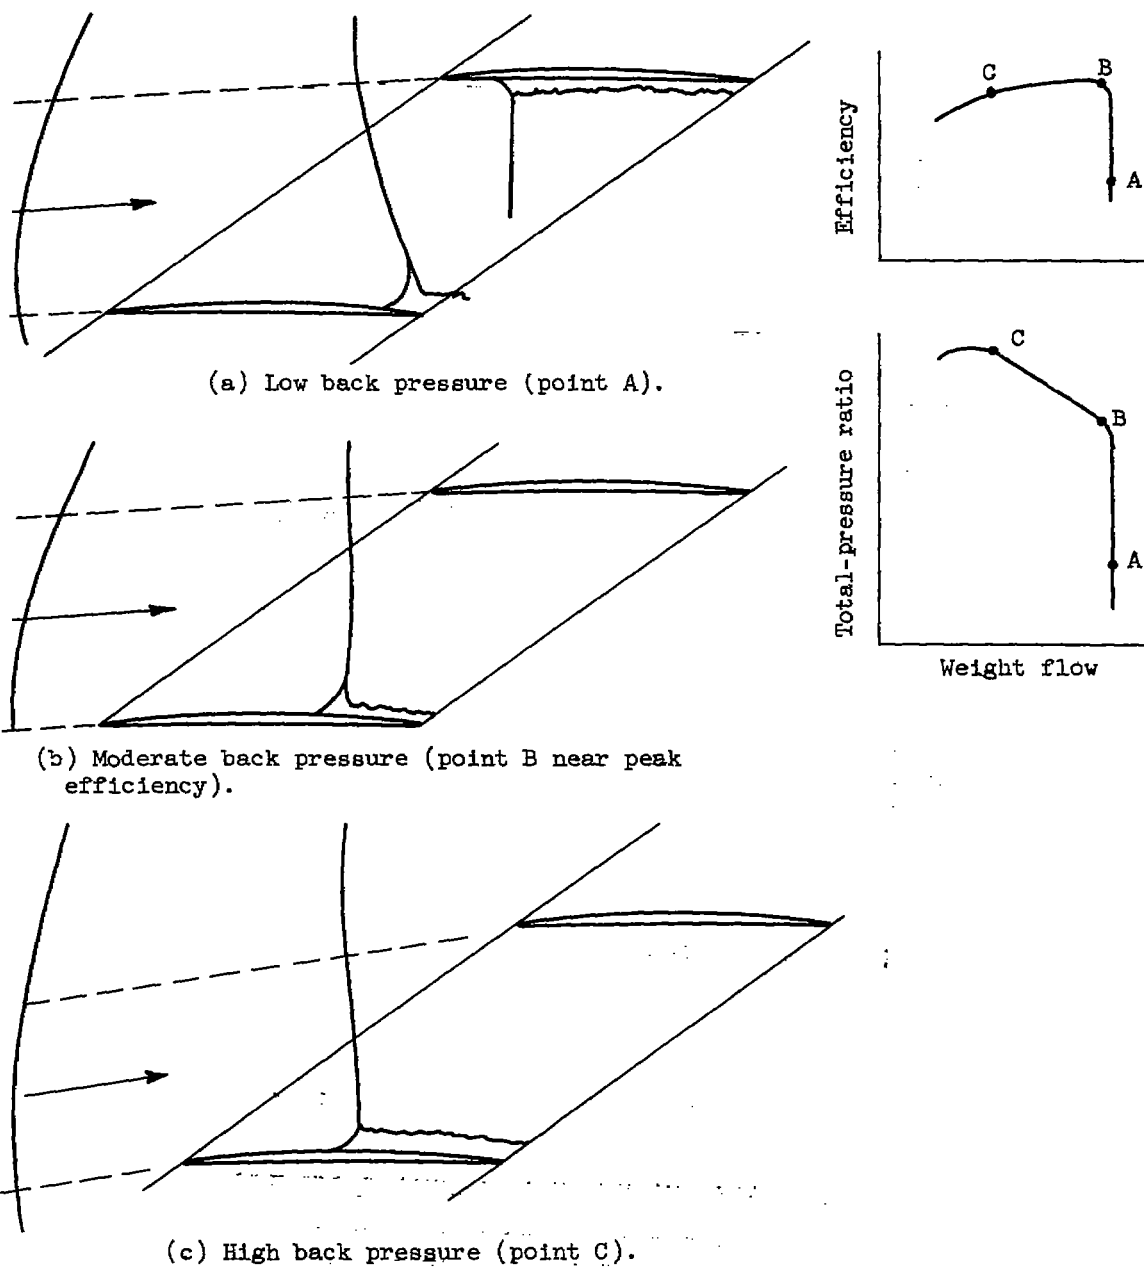 C
B
A
Efficiency
(a) Low back pressure (point A).
C
B
A
Total-pressure ratio
Weight flow
(b) Moderate back pressure (point B near peak
efficiency).
(c) High back pressure (point C).